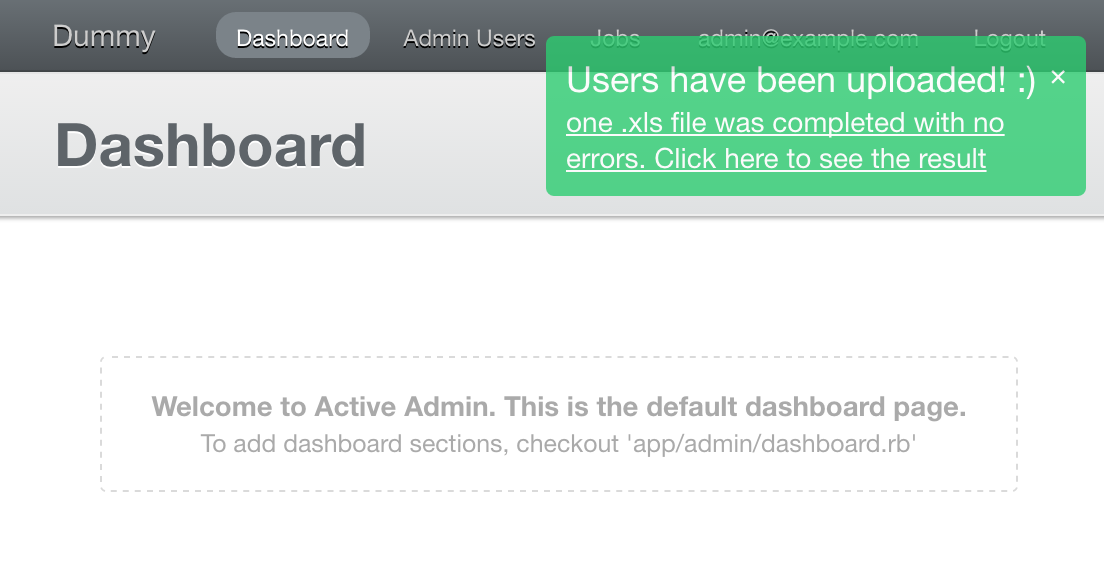 Dummy Dashboard Admin Users Jobs admin@example.com Logout
Users have been uploaded! :) ×
one .xls file was completed with no
errors. Click here to see the result
Dashboard
Welcome to Active Admin. This is the default dashboard page.
To add dashboard sections, checkout 'app/admin/dashboard.rb'